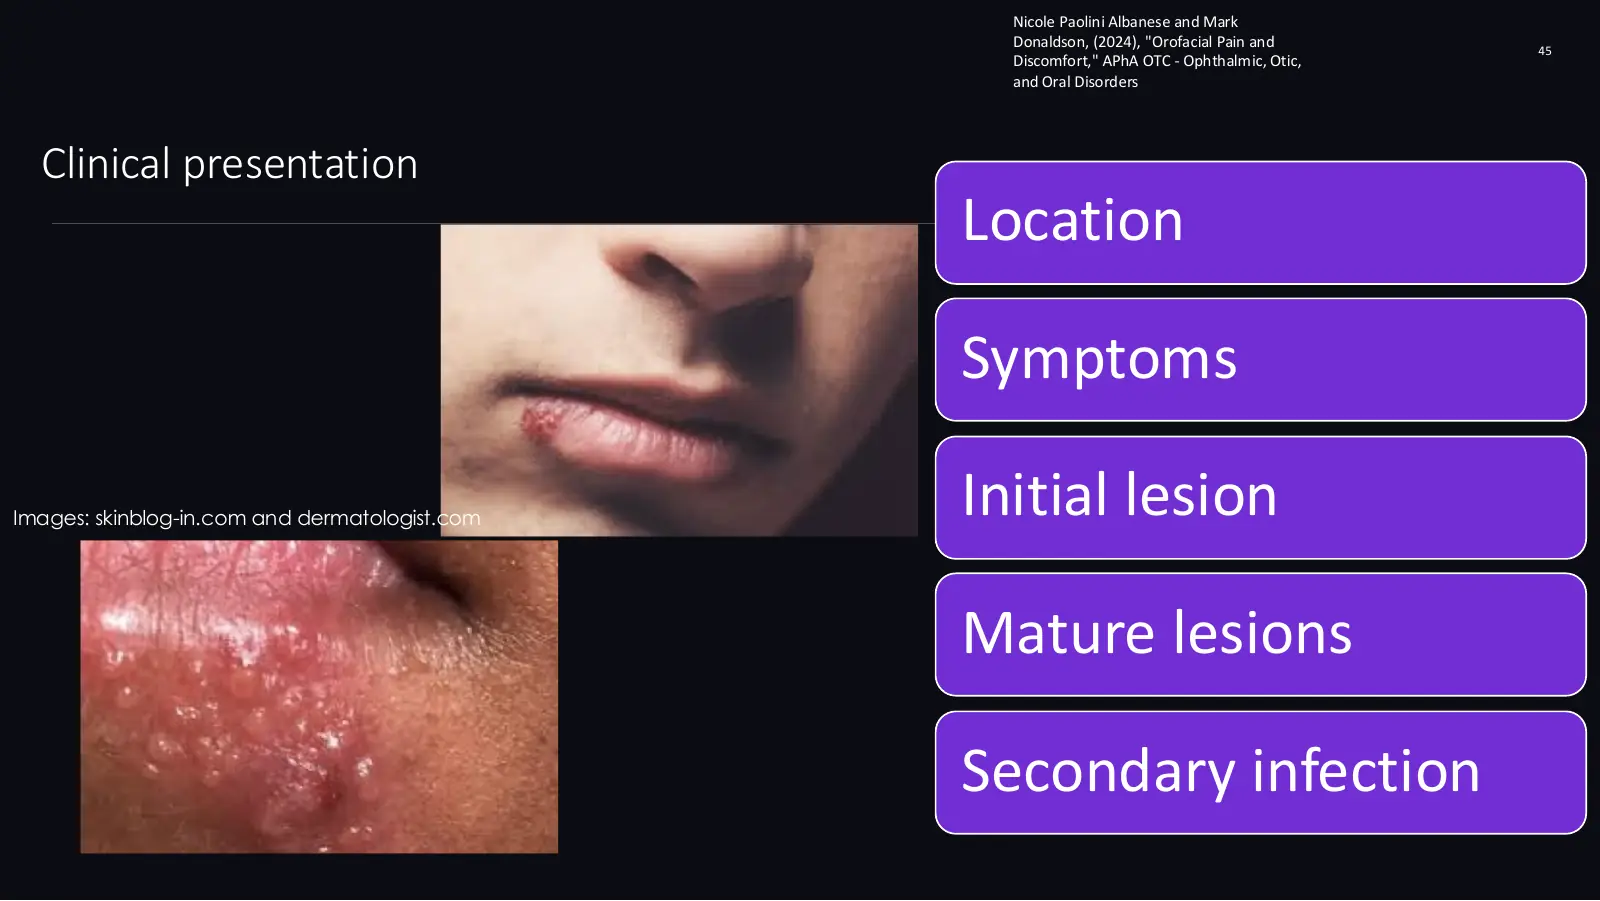 Nicole Paolini Albanese and Mark
Donaldson, (2024), "Orofacial Pain and
Discomfort," APhA OTC - Ophthalmic, Otic,
and Oral Disorders
45
Clinical presentation
Location
Symptoms
Initial lesion
Mature lesions
Secondary infection
Images: skinblog-in.com and dermatologist.com